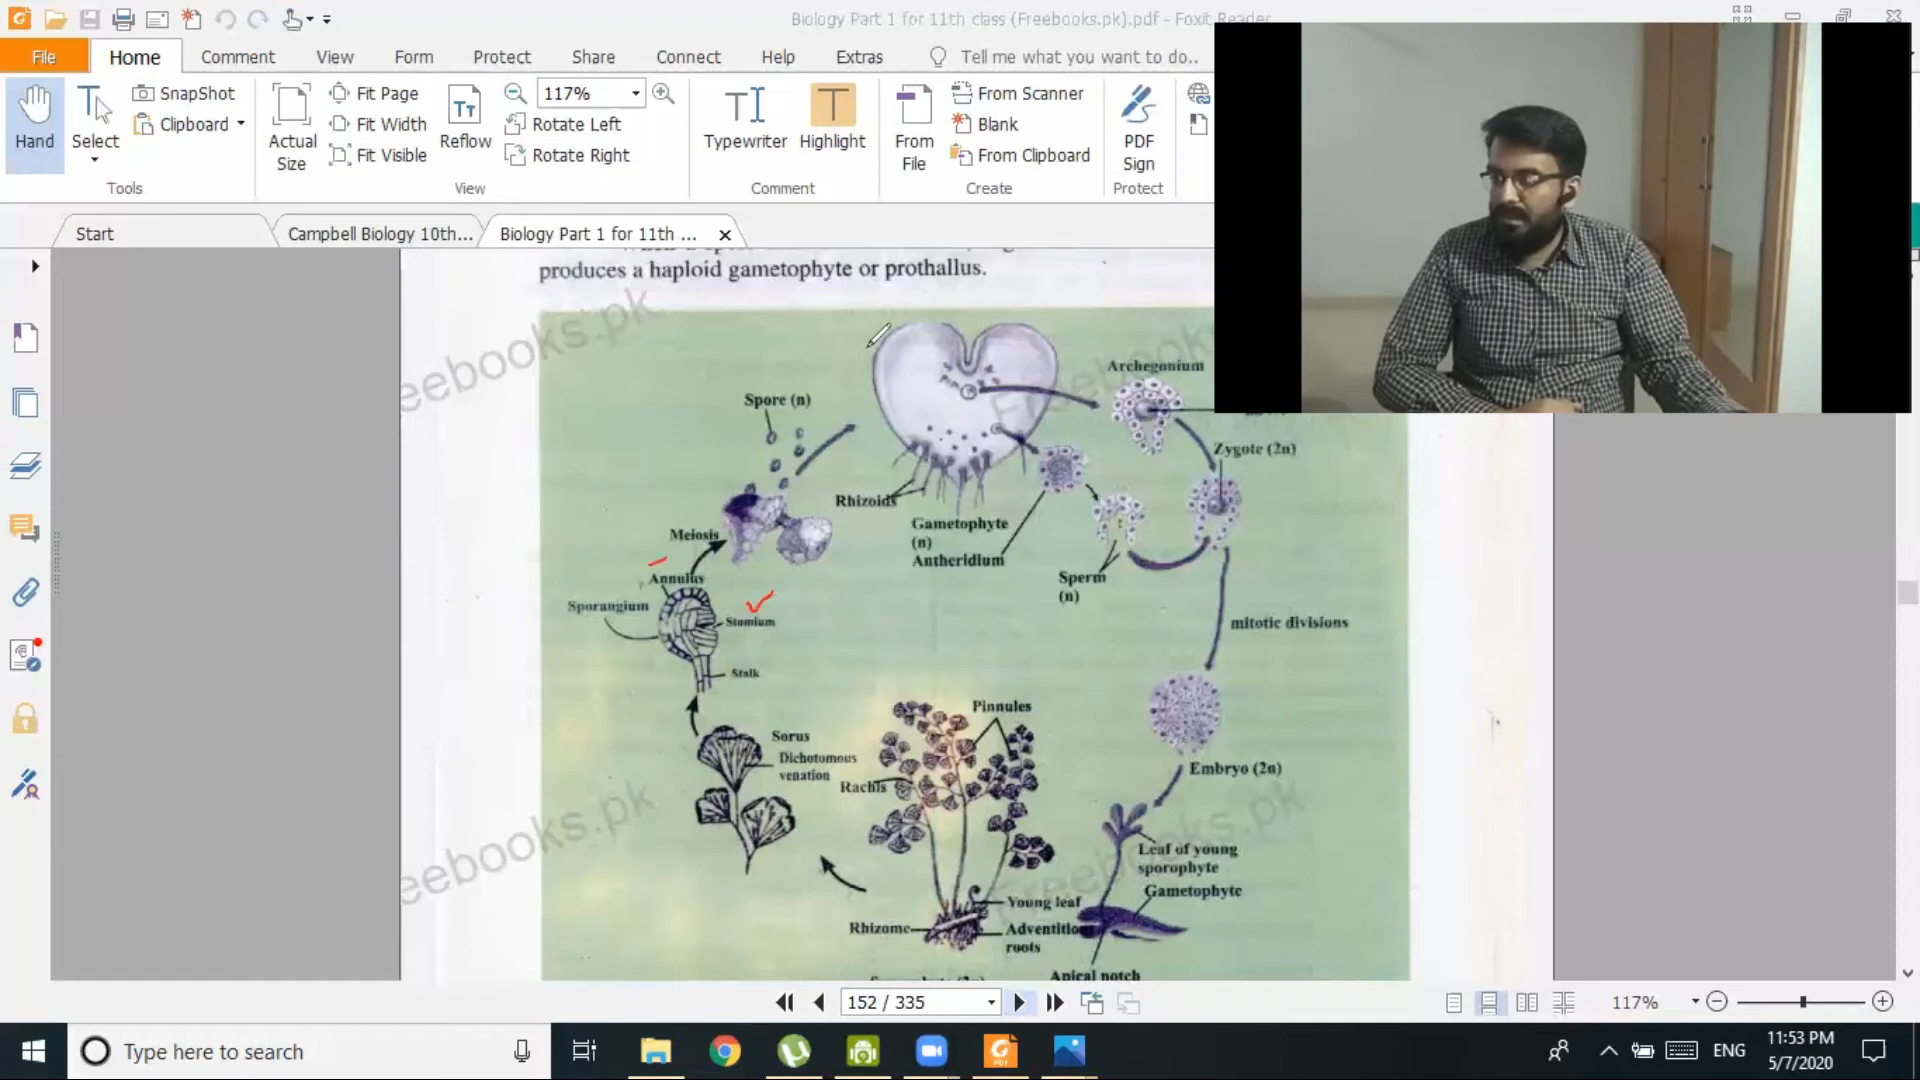 Biology Part 1 for 11th class (Freebooks.pk).pdf - Foxit Reader
File
Home
Comment
View
Form
Protect
Share
Connect
Help
Extras
Tell me what you want to do..
Hand
Select
SnapShot
Clipboard
Tools
Actual
Size
Fit Page
Fit Width
Fit Visible
Reflow
117%
Rotate Left
Rotate Right
View
Typewriter
Highlight
Comment
From
File
From Scanner
Blank
From Clipboard
Create
PDF
Sign
Protect
Start
Campbell Biology 10th...
Biology Part 1 for 11th ...
produces a haploid gametophyte or prothallus.
Freebooks.pk
Archegonium
Spore (n)
Zygote (2n)
Rhizoids
Gametophyte
(n)
Antheridium
Meiosis
Sperm
(n)
Annulus
Sporangium
Stomium
mitotic divisions
Stalk
Pinnules
Sorus
Dichotomous
venation
Rachis
Embryo (2n)
Freebooks.pk
Freebooks.pk
Leaf of young
sporophyte
Gametophyte
Young leaf
Rhizome
Adventitious
roots
Apical notch
152 / 335
117%
Type here to search
ENG
11:53 PM
5/7/2020